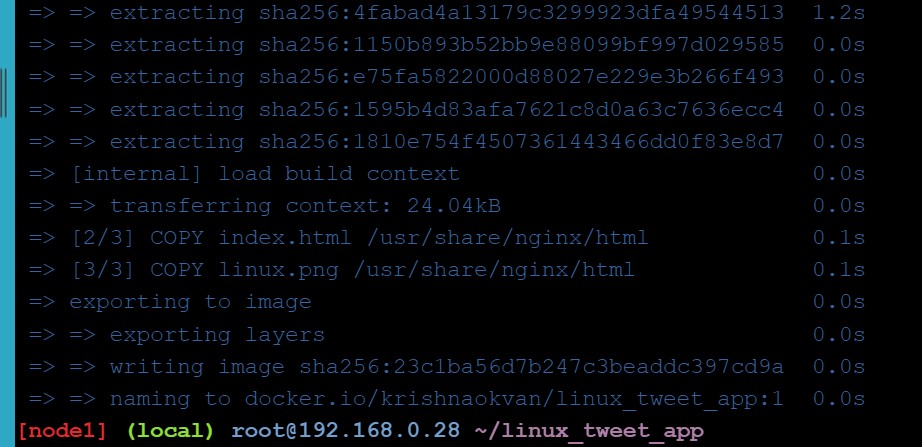 => => extracting sha256:4fabad4a13179c3299923dfa49544513 1.2s
=> => extracting sha256:1150b893b52bb9e88099bf997d029585 0.0s
=> => extracting sha256:e75fa5822000d88027e229e3b266f493 0.0s
=> => extracting sha256:1595b4d83afa7621c8d0a63c7636ecc4 0.0s
=> => extracting sha256:1810e754f4507361443466dd0f83e8d7 0.0s
=> [internal] load build context 0.0s
=> => transferring context: 24.04kB 0.0s
=> [2/3] COPY index.html /usr/share/nginx/html 0.1s
=> [3/3] COPY linux.png /usr/share/nginx/html 0.1s
=> exporting to image 0.0s
=> => exporting layers 0.0s
=> => writing image sha256:23c1ba56d7b247c3beaddc397cd9a 0.0s
=> => naming to docker.io/krishnaokvan/linux_tweet_app:1 0.0s
[node1] (local) root@192.168.0.28 ~/linux_tweet_app